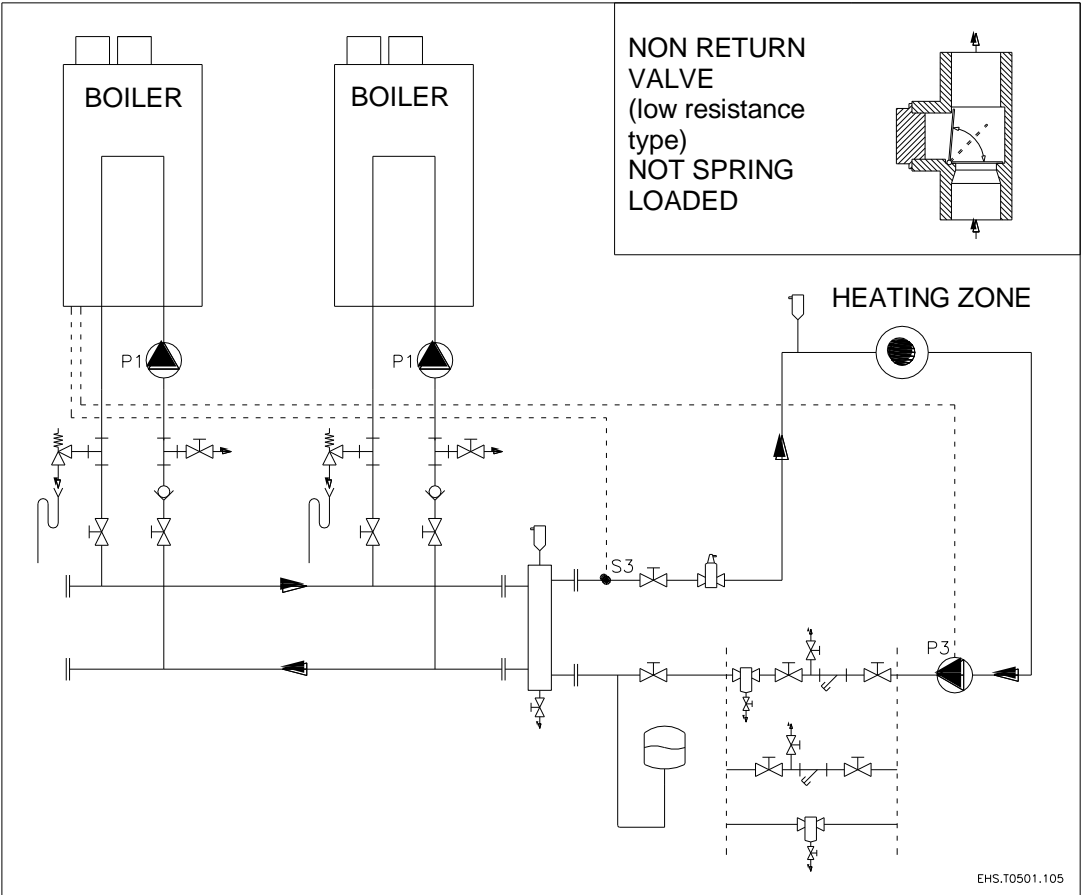 BOILER
BOILER
NON RETURN
VALVE
(low resistance
type)
NOT SPRING
LOADED
HEATING ZONE
P1
P1
S3
P3
EHS.T0501.105